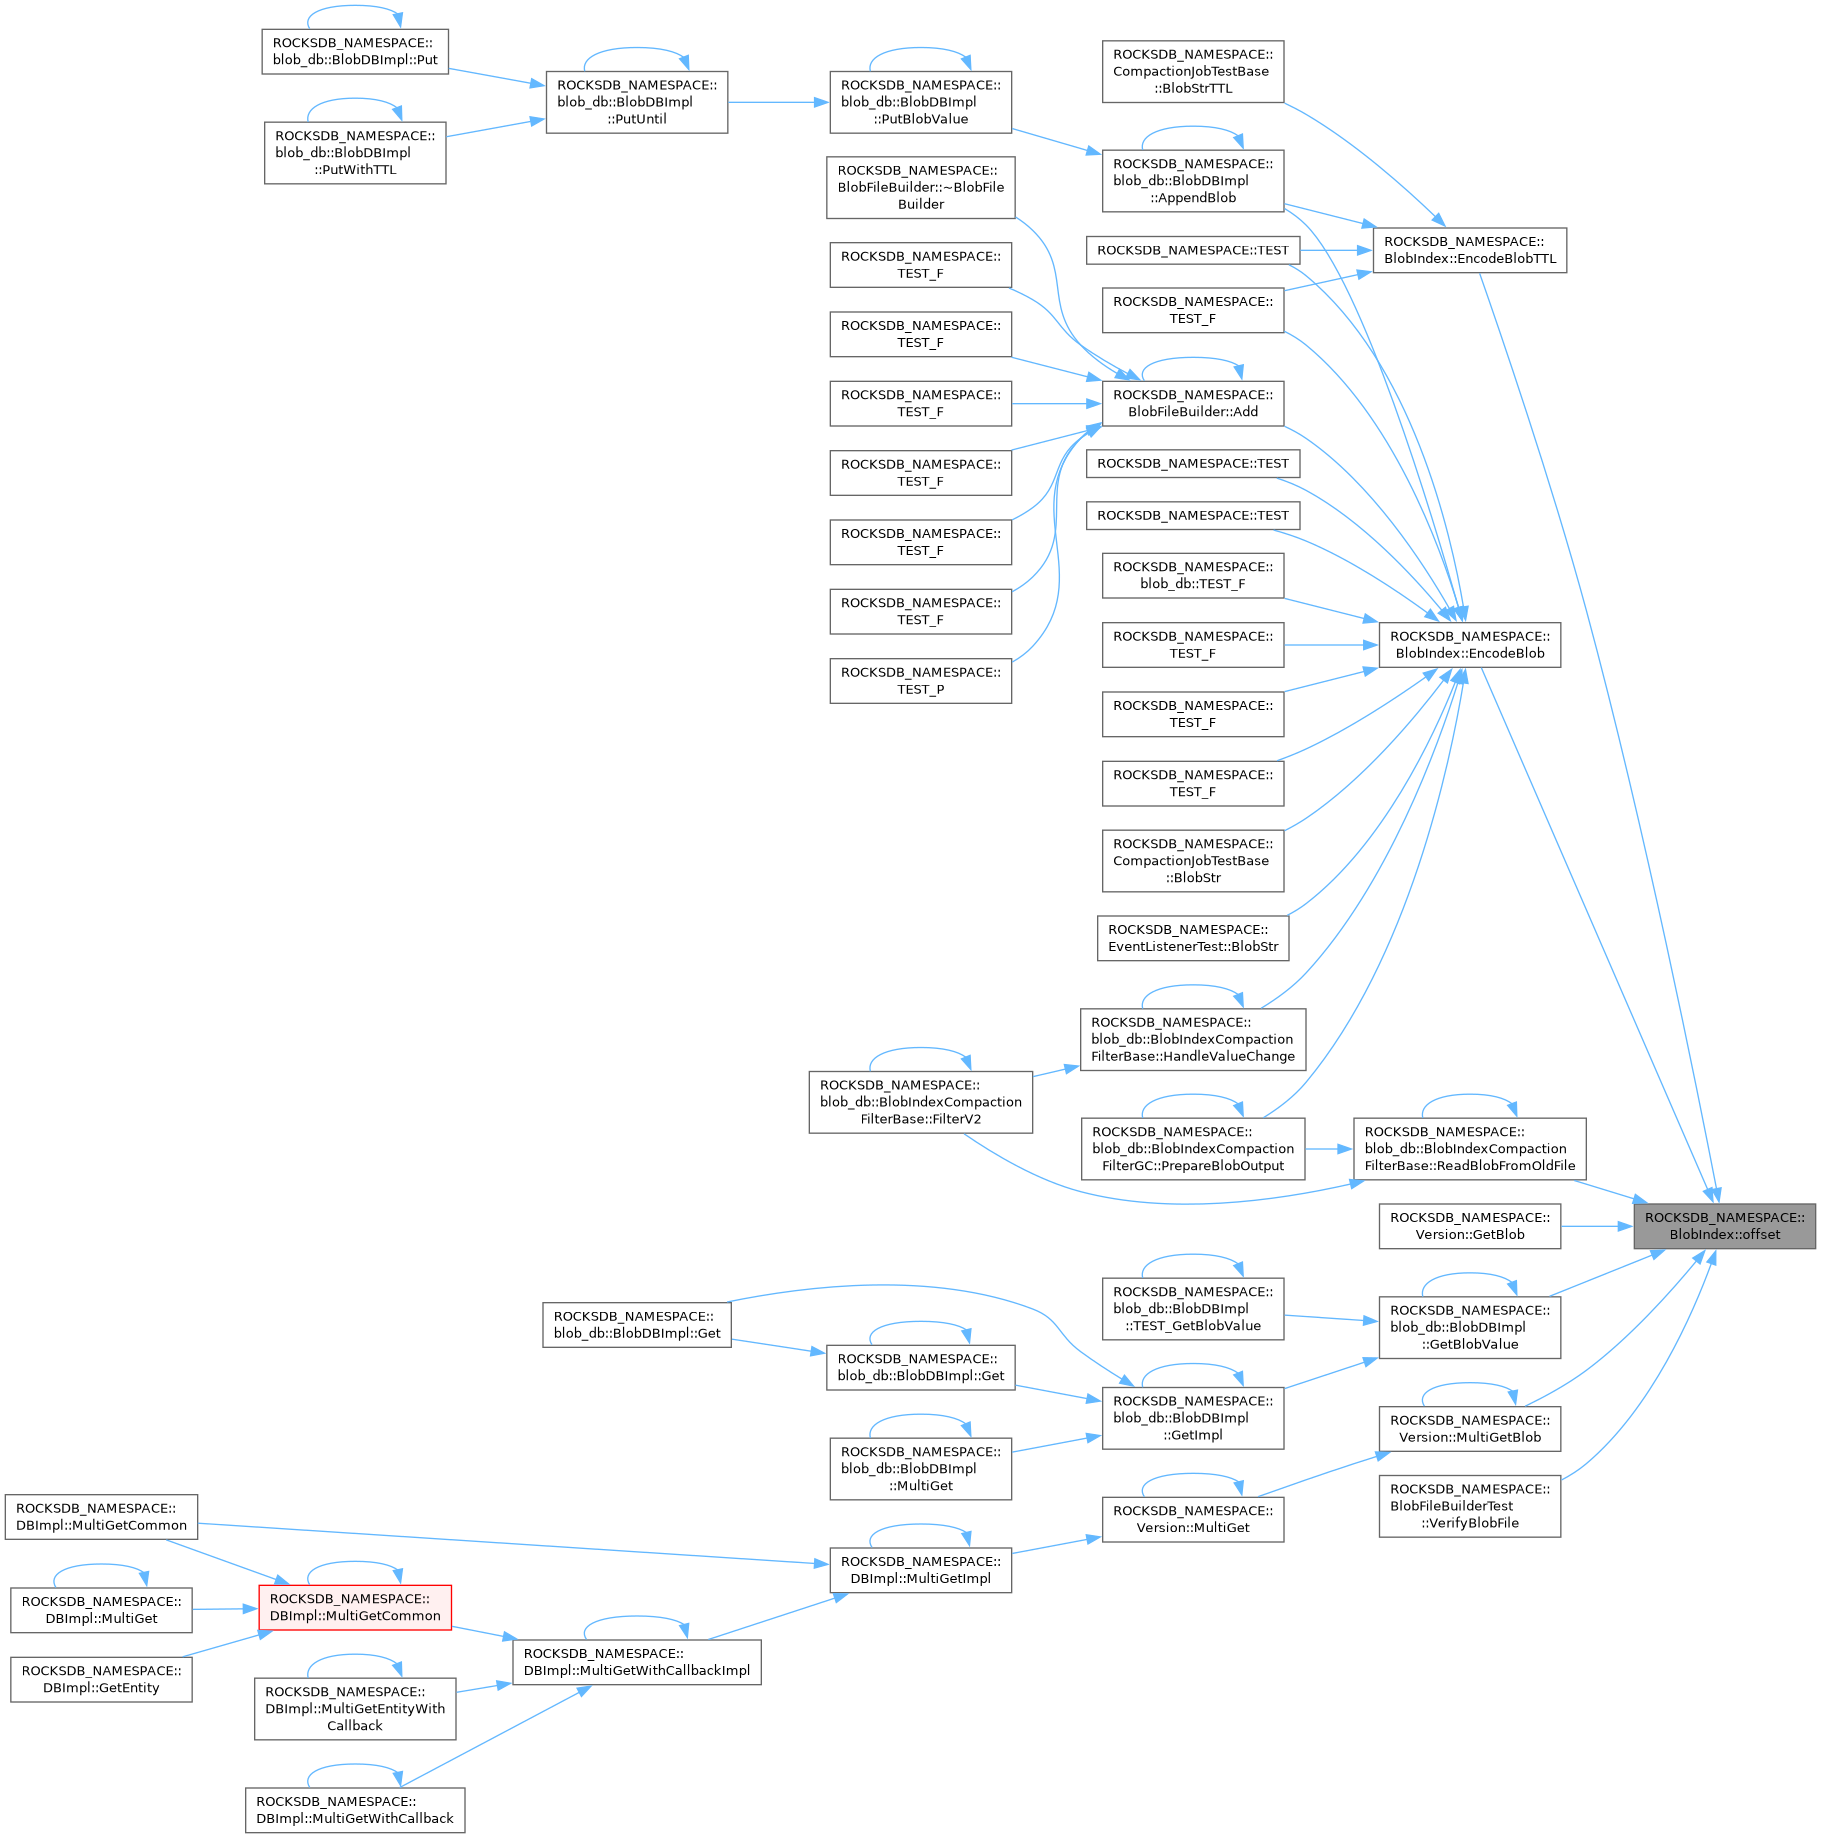 ROCKSDB_NAMESPACE::
blob_db::BlobDBImpl::Put
ROCKSDB_NAMESPACE::
blob_db::BlobDBImpl
::PutWithTTL
ROCKSDB_NAMESPACE::
blob_db::BlobDBImpl
::PutUntil
ROCKSDB_NAMESPACE::
blob_db::BlobDBImpl
::PutBlobValue
ROCKSDB_NAMESPACE::
BlobFileBuilder::~BlobFile
Builder
ROCKSDB_NAMESPACE::
TEST_F
ROCKSDB_NAMESPACE::
TEST_F
ROCKSDB_NAMESPACE::
TEST_F
ROCKSDB_NAMESPACE::
TEST_F
ROCKSDB_NAMESPACE::
TEST_F
ROCKSDB_NAMESPACE::
TEST_F
ROCKSDB_NAMESPACE::
TEST_P
ROCKSDB_NAMESPACE::
CompactionJobTestBase
::BlobStrTTL
ROCKSDB_NAMESPACE::
blob_db::BlobDBImpl
::AppendBlob
ROCKSDB_NAMESPACE::TEST
ROCKSDB_NAMESPACE::
TEST_F
ROCKSDB_NAMESPACE::
BlobFileBuilder::Add
ROCKSDB_NAMESPACE::TEST
ROCKSDB_NAMESPACE::TEST
ROCKSDB_NAMESPACE::
blob_db::TEST_F
ROCKSDB_NAMESPACE::
TEST_F
ROCKSDB_NAMESPACE::
TEST_F
ROCKSDB_NAMESPACE::
TEST_F
ROCKSDB_NAMESPACE::
CompactionJobTestBase
::BlobStr
ROCKSDB_NAMESPACE::
EventListenerTest::BlobStr
ROCKSDB_NAMESPACE::
blob_db::BlobIndexCompaction
FilterBase::HandleValueChange
ROCKSDB_NAMESPACE::
blob_db::BlobIndexCompaction
FilterBase::FilterV2
ROCKSDB_NAMESPACE::
blob_db::BlobIndexCompaction
FilterGC::PrepareBlobOutput
ROCKSDB_NAMESPACE::
BlobIndex::EncodeBlobTTL
ROCKSDB_NAMESPACE::
BlobIndex::EncodeBlob
ROCKSDB_NAMESPACE::
blob_db::BlobIndexCompaction
FilterBase::ReadBlobFromOldFile
ROCKSDB_NAMESPACE::
BlobIndex::offset
ROCKSDB_NAMESPACE::
Version::GetBlob
ROCKSDB_NAMESPACE::
blob_db::BlobDBImpl
::GetBlobValue
ROCKSDB_NAMESPACE::
Version::MultiGetBlob
ROCKSDB_NAMESPACE::
BlobFileBuilderTest
::VerifyBlobFile
ROCKSDB_NAMESPACE::
blob_db::BlobDBImpl
::TEST_GetBlobValue
ROCKSDB_NAMESPACE::
blob_db::BlobDBImpl
::GetImpl
ROCKSDB_NAMESPACE::
Version::MultiGet
ROCKSDB_NAMESPACE::
blob_db::BlobDBImpl::Get
ROCKSDB_NAMESPACE::
blob_db::BlobDBImpl::Get
ROCKSDB_NAMESPACE::
blob_db::BlobDBImpl
::MultiGet
ROCKSDB_NAMESPACE::
DBImpl::MultiGetImpl
ROCKSDB_NAMESPACE::
DBImpl::MultiGetWithCallbackImpl
ROCKSDB_NAMESPACE::
DBImpl::MultiGetCommon
ROCKSDB_NAMESPACE::
DBImpl::MultiGetCommon
ROCKSDB_NAMESPACE::
DBImpl::MultiGet
ROCKSDB_NAMESPACE::
DBImpl::GetEntity
ROCKSDB_NAMESPACE::
DBImpl::MultiGetEntityWith
Callback
ROCKSDB_NAMESPACE::
DBImpl::MultiGetWithCallback